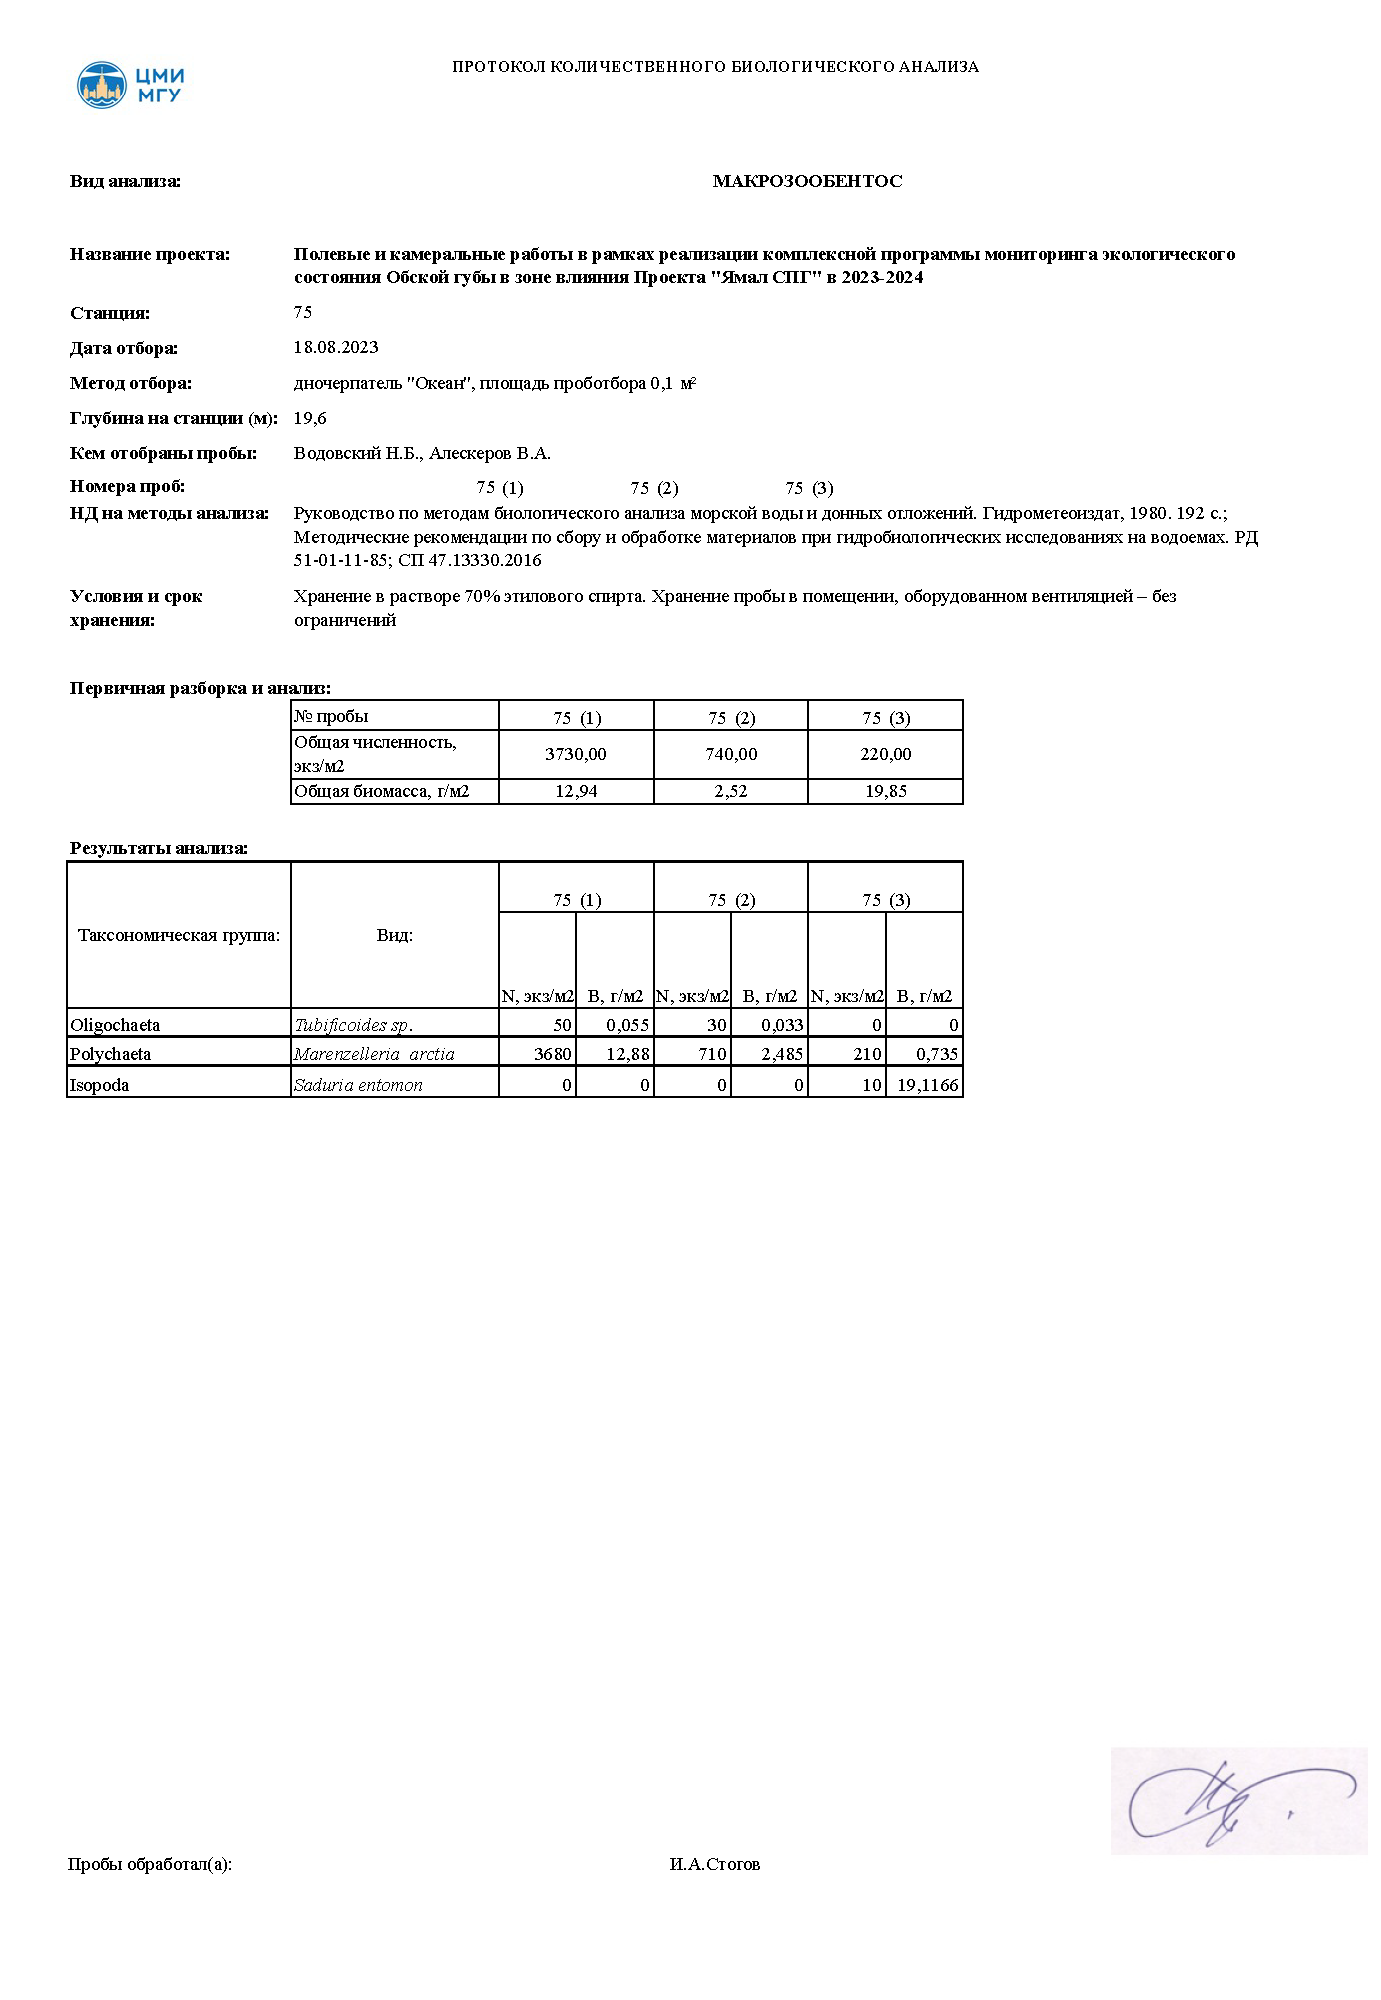 ЦМИ
МГУ
ПРОТОКОЛ КОЛИЧЕСТВЕННОГО БИОЛОГИЧЕСКОГО АНАЛИЗА
Вид анализа: МАКРОЗООБЕНТОС
Название проекта: Полевые и камеральные работы в рамках реализации комплексной программы мониторинга экологического
состояния Обской губы в зоне влияния Проекта "Ямал СПГ" в 2023-2024
Станция: 75
Дата отбора: 18.08.2023
Метод отбора: дночерпатель "Океан", площадь проботбора 0,1 м²
Глубина на станции (м): 19,6
Кем отобраны пробы: Водовский Н.Б., Алескеров В.А.
Номера проб: 75 (1) 75 (2) 75 (3)
НД на методы анализа: Руководство по методам биологического анализа морской воды и донных отложений. Гидрометеоиздат, 1980. 192 с.;
Методические рекомендации по сбору и обработке материалов при гидробиологических исследованиях на водоемах. РД
51-01-11-85; СП 47.13330.2016
Условия и срок Хранение в растворе 70% этилового спирта. Хранение пробы в помещении, оборудованном вентиляцией – без
хранения: ограничений
Первичная разборка и анализ:
№ пробы 75 (1) 75 (2) 75 (3)
Общая численность,
экз/м2 3730,00 740,00 220,00
Общая биомасса, г/м2 12,94 2,52 19,85
Результаты анализа:
75 (1) 75 (2) 75 (3)
Таксономическая группа: Вид:
N, экз/м2 B, г/м2 N, экз/м2 B, г/м2 N, экз/м2 B, г/м2
Oligochaeta Tubificoides sp. 50 0,055 30 0,033 0 0
Polychaeta Marenzelleria arctia 3680 12,88 710 2,485 210 0,735
Isopoda Saduria entomon 0 0 0 0 10 19,1166
Пробы обработал(а): И.А.Стогов